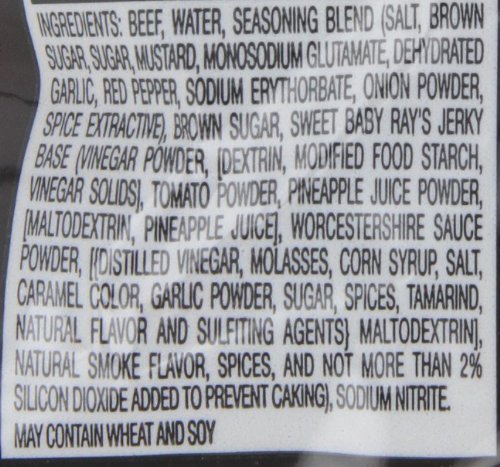 INGREDIENTS: BEEF, WATER, SEASONING BLEND (SALT, BROWN
SUGAR, SUGAR, MUSTARD, MONOSODIUM GLUTAMATE, DEHYDRATED
GARLIC, RED PEPPER, SODIUM ERYTHORBATE, ONION POWDER,
SPICE EXTRACTIVE), BROWN SUGAR, SWEET BABY RAY'S JERKY
BASE (VINEGAR POWDER, [DEXTRIN, MODIFIED FOOD STARCH,
VINEGAR SOLIDS], TOMATO POWDER, PINEAPPLE JUICE POWDER,
[MALTODEXTRIN, PINEAPPLE JUICE], WORCESTERSHIRE SAUCE
POWDER, [(DISTILLED VINEGAR, MOLASSES, CORN SYRUP, SALT,
CARAMEL COLOR, GARLIC POWDER, SUGAR, SPICES, TAMARIND,
NATURAL FLAVOR AND SULFITING AGENTS} MALTODEXTRIN],
NATURAL SMOKE FLAVOR, SPICES, AND NOT MORE THAN 2%
SILICON DIOXIDE ADDED TO PREVENT CAKING), SODIUM NITRITE.
MAY CONTAIN WHEAT AND SOY